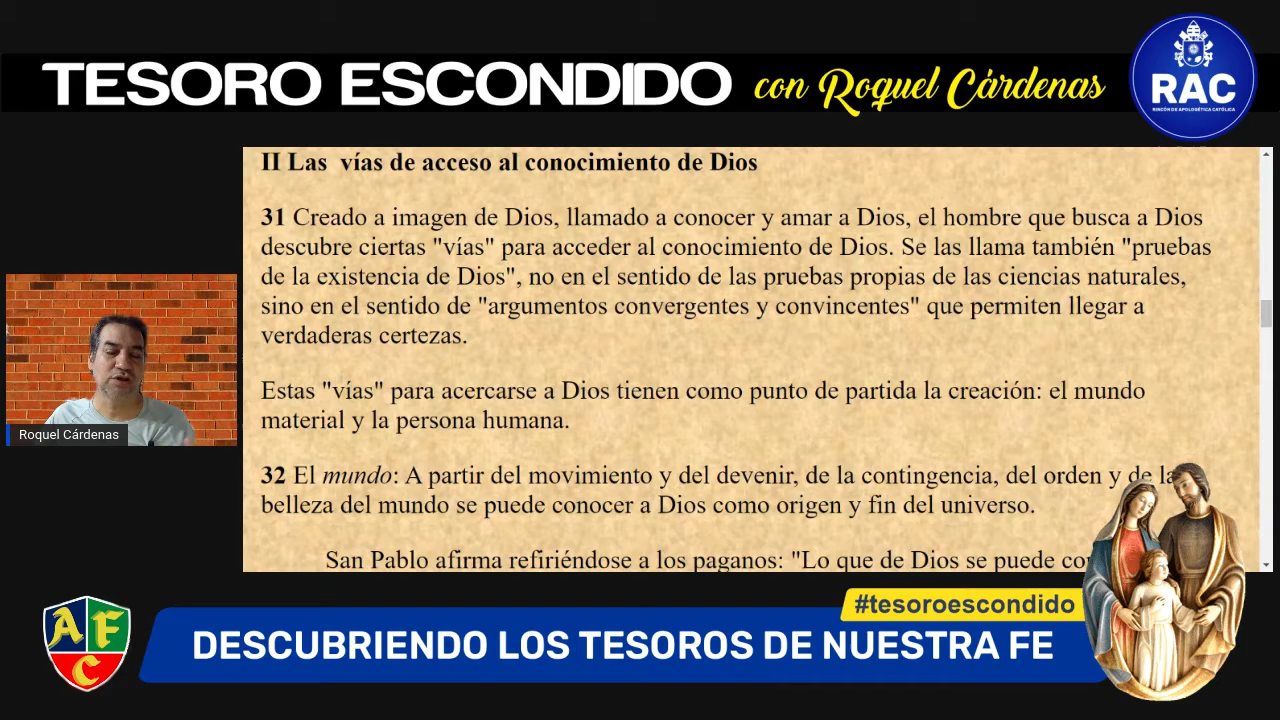 TESORO ESCONDIDO con Roquel Cárdenas
RAC
RINCÓN DE APOLOGÉTICA CATÓLICA
II Las vías de acceso al conocimiento de Dios
31 Creado a imagen de Dios, llamado a conocer y amar a Dios, el hombre que busca a Dios
descubre ciertas "vías" para acceder al conocimiento de Dios. Se las llama también "pruebas
de la existencia de Dios", no en el sentido de las pruebas propias de las ciencias naturales,
sino en el sentido de "argumentos convergentes y convincentes" que permiten llegar a
verdaderas certezas.
Estas "vías" para acercarse a Dios tienen como punto de partida la creación: el mundo
material y la persona humana.
32 El mundo: A partir del movimiento y del devenir, de la contingencia, del orden y de la
belleza del mundo se puede conocer a Dios como origen y fin del universo.
San Pablo afirma refiriéndose a los paganos: "Lo que de Dios se puede
Roquel Cárdenas
#tesoroescondido
DESCUBRIENDO LOS TESOROS DE NUESTRA FE
A F
C